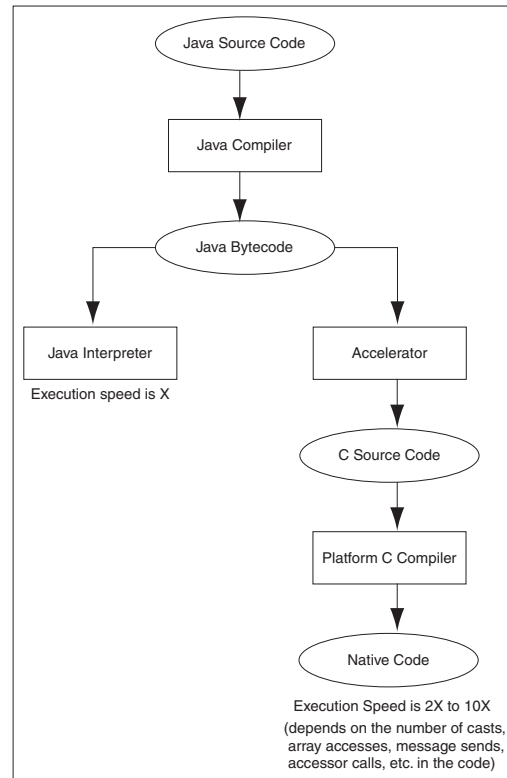 Java Source Code
Java Compiler
Java Bytecode
Java Interpreter
Accelerator
Execution speed is X
C Source Code
Platform C Compiler
Native Code
Execution Speed is 2X to 10X
(depends on the number of casts,
array accesses, message sends,
accessor calls, etc. in the code)